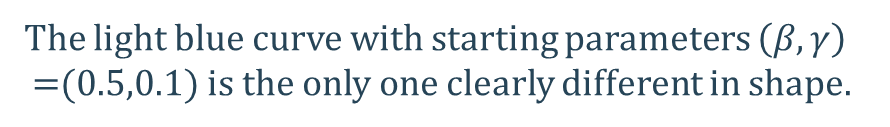 The light blue curve with starting parameters (β, γ)
=(0.5,0.1) is the only one clearly different in shape.